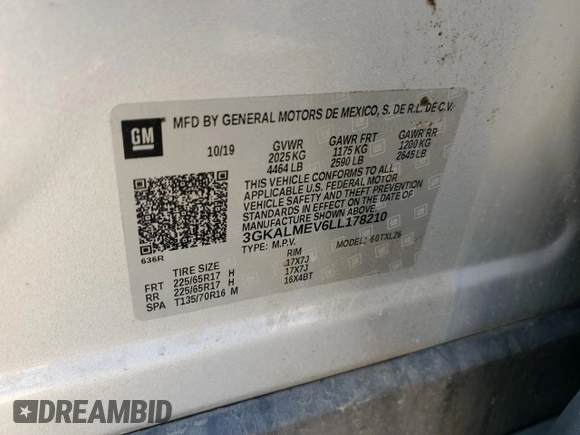 GM
MFD BY GENERAL MOTORS DE MEXICO, S. DE R.L. DE C.V.
10/19 GVWR GAWR FRT GAWR RR
2025 KG 1175 KG 1200 KG
4464 LB 2590 LB 2645 LB
THIS VEHICLE CONFORMS TO ALL
APPLICABLE U.S. FEDERAL MOTOR
VEHICLE SAFETY AND THEFT PREVENTION
STANDARDS IN EFFECT ON THE DATE OF
MANUFACTURE SHOWN ABOVE.
3GKALMEV6LL178210
TYPE: M.P.V. MODEL: 6OTXL26
636R
TIRE SIZE RIM
FRT 225/65R17 H 17X7J
RR 225/65R17 H 17X7J
SPA T135/70R16 M 16X4BT
DREAMBID